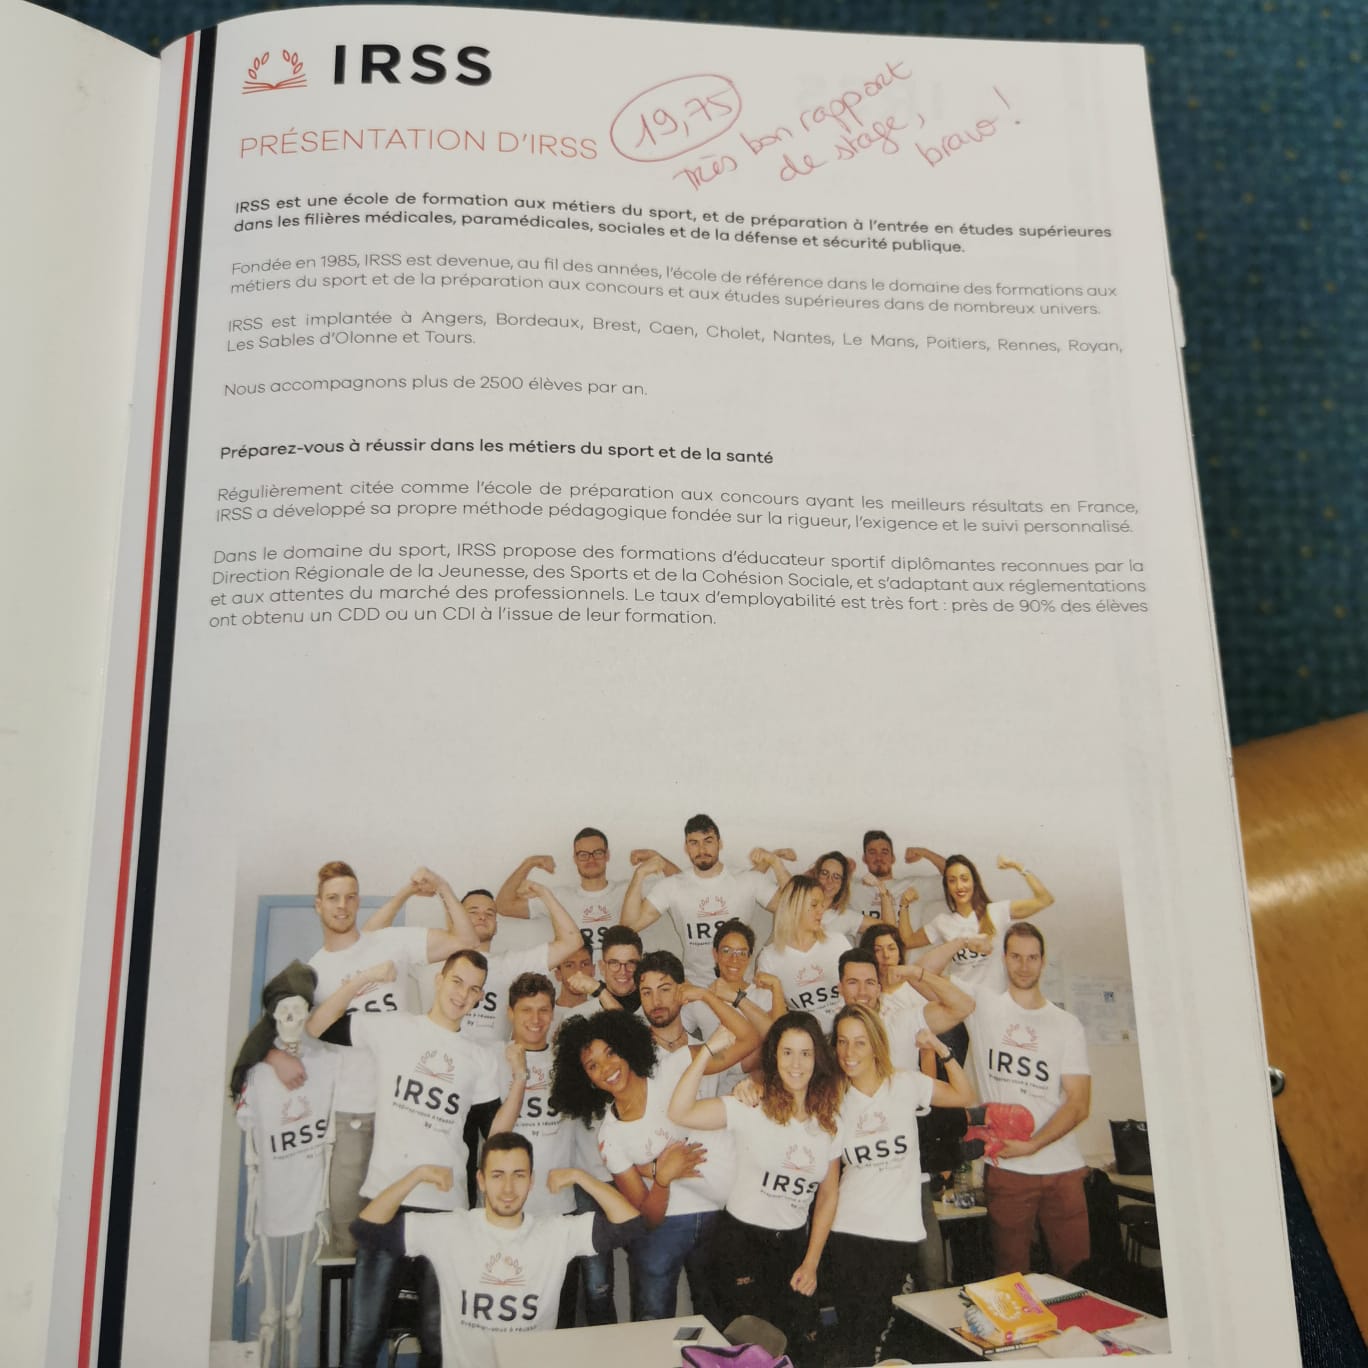 IRSS
PRÉSENTATION D'IRSS
19,75
Très bon rapport
de stage,
bravo !
IRSS est une école de formation aux métiers du sport, et de préparation à l'entrée en études supérieures
dans les filières médicales, paramédicales, sociales et de la défense et sécurité publique.
Fondée en 1985, IRSS est devenue, au fil des années, l'école de référence dans le domaine des formations aux
métiers du sport et de la préparation aux concours et aux études supérieures dans de nombreux univers.
IRSS est implantée à Angers, Bordeaux, Brest, Caen, Cholet, Nantes, Le Mans, Poitiers, Rennes, Royan,
Les Sables d'Olonne et Tours.
Nous accompagnons plus de 2500 élèves par an.
Préparez-vous à réussir dans les métiers du sport et de la santé
Régulièrement citée comme l'école de préparation aux concours ayant les meilleurs résultats en France,
IRSS a développé sa propre méthode pédagogique fondée sur la rigueur, l'exigence et le suivi personnalisé.
Dans le domaine du sport, IRSS propose des formations d'éducateur sportif diplômantes reconnues par la
Direction Régionale de la Jeunesse, des Sports et de la Cohésion Sociale, et s'adaptant aux réglementations
et aux attentes du marché des professionnels. Le taux d'employabilité est très fort : près de 90% des élèves
ont obtenu un CDD ou un CDI à l'issue de leur formation.
IRSS
IRSS
IRSS
IRSS
IRSS
IRSS
IRSS